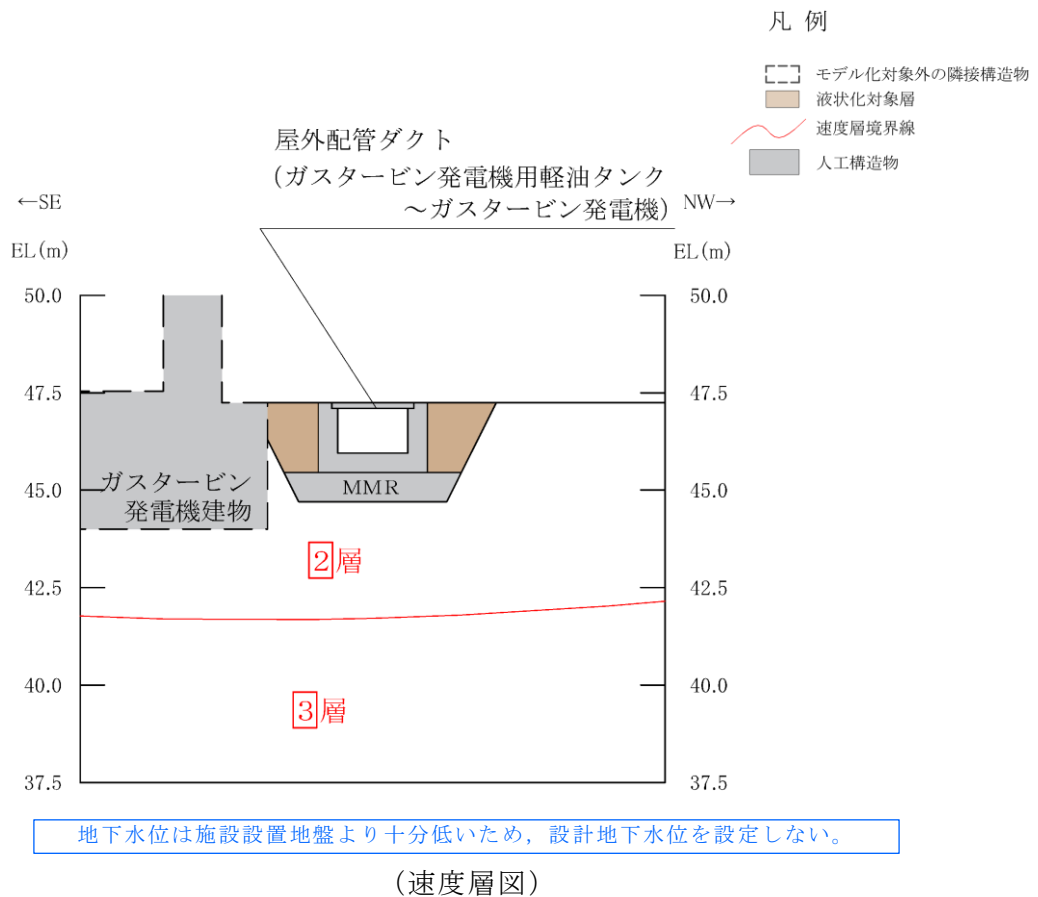 凡 例
モデル化対象外の隣接構造物
液状化対象層
速度層境界線
人工構造物
屋外配管ダクト
(ガスタービン発電機用軽油タンク
～ガスタービン発電機)
←SE
NW→
EL(m)
EL(m)
50.0
50.0
47.5
47.5
45.0
45.0
42.5
42.5
40.0
40.0
37.5
37.5
ガスタービン
発電機建物
MMR
2層
3層
地下水位は施設設置地盤より十分低いため，設計地下水位を設定しない。
(速度層図)